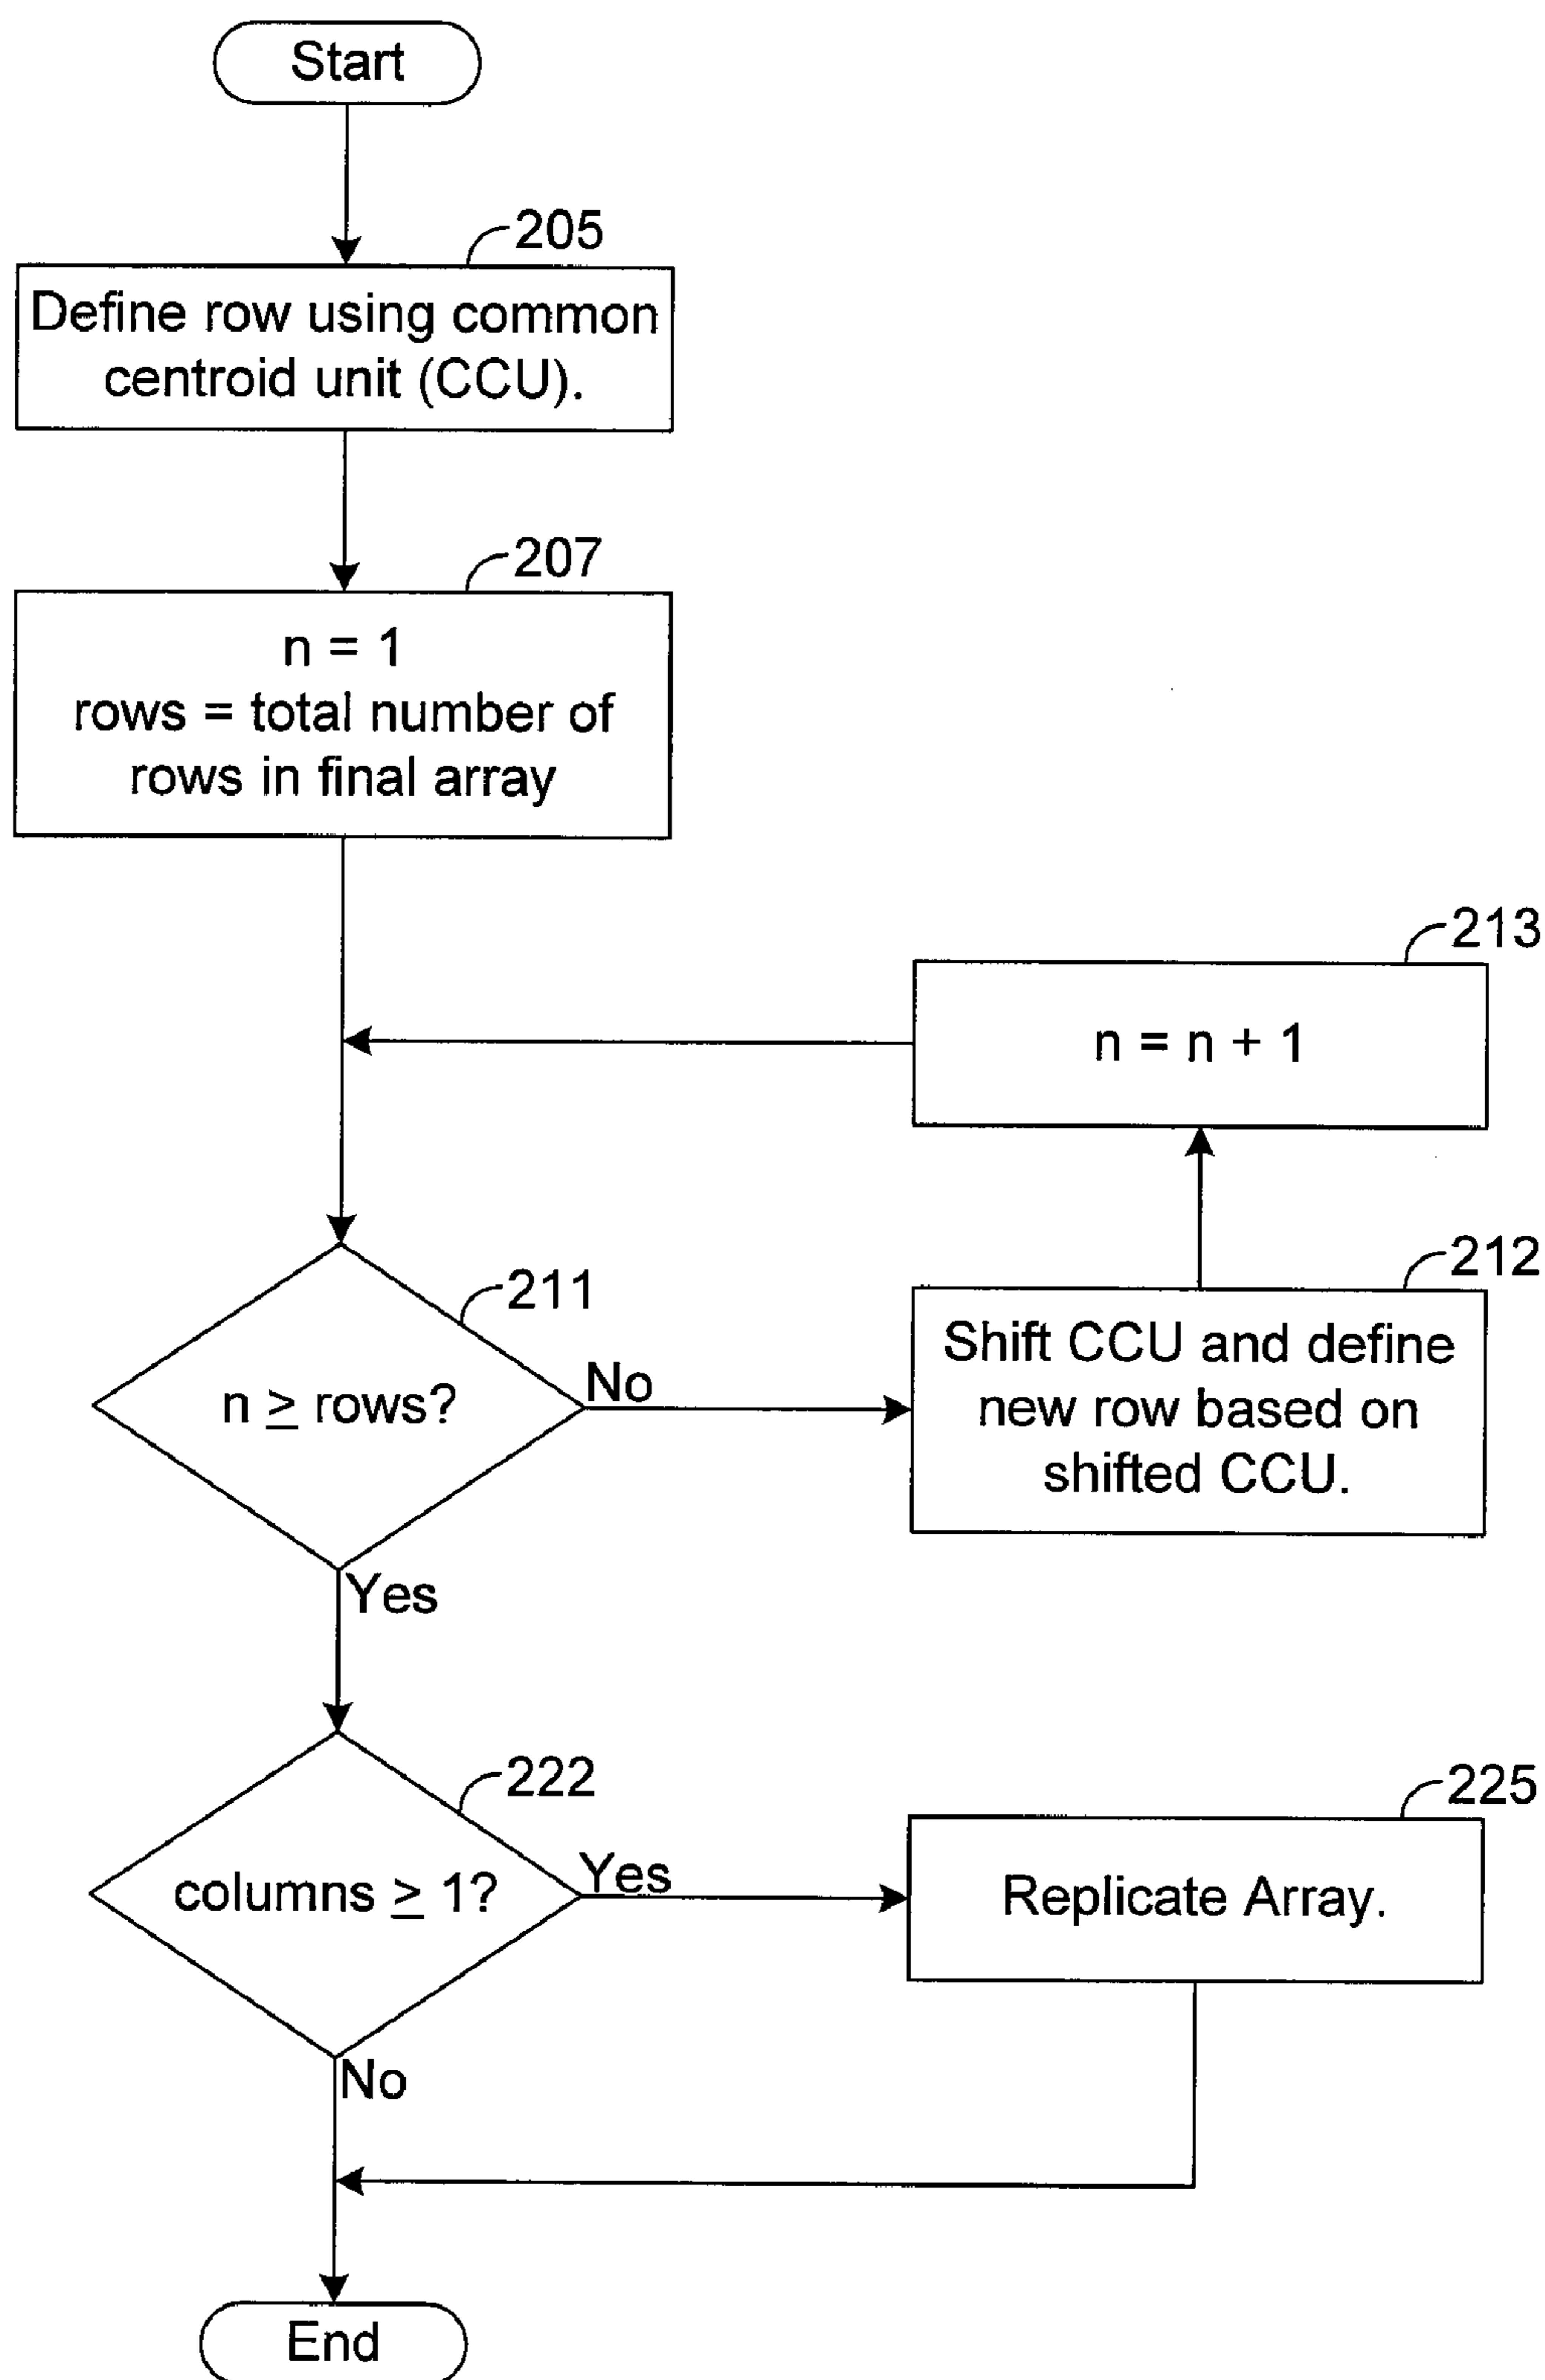 Start
205
Define row using common
centroid unit (CCU).
207
n = 1
rows = total number of
rows in final array
213
n = n + 1
211
n ≥ rows?
No
212
Shift CCU and define
new row based on
shifted CCU.
Yes
222
columns ≥ 1?
Yes
225
Replicate Array.
No
End